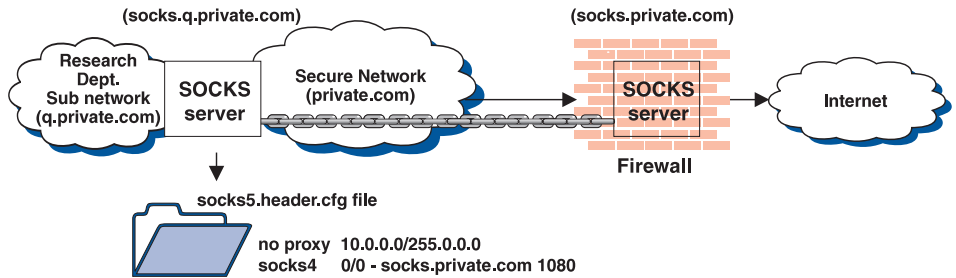 (socks.q.private.com)
(socks.private.com)
Research
Dept.
Sub network
(q.private.com)
SOCKS
server
Secure Network
(private.com)
SOCKS
server
Internet
Firewall
socks5.header.cfg file
no proxy 10.0.0.0/255.0.0.0
socks4 0/0 - socks.private.com 1080